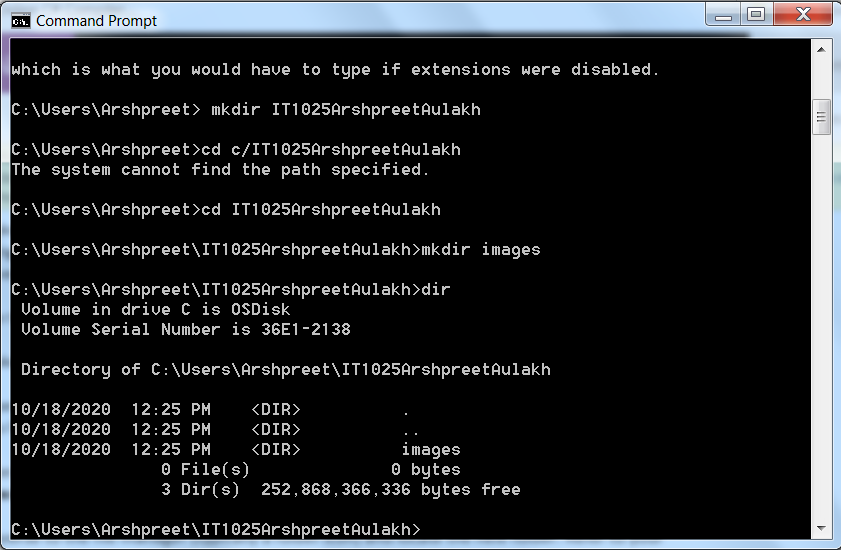 Command Prompt
which is what you would have to type if extensions were disabled.
C:\Users\Arshpreet> mkdir IT1025ArshpreetAulakh
C:\Users\Arshpreet>cd c/IT1025ArshpreetAulakh
The system cannot find the path specified.
C:\Users\Arshpreet>cd IT1025ArshpreetAulakh
C:\Users\Arshpreet\IT1025ArshpreetAulakh>mkdir images
C:\Users\Arshpreet\IT1025ArshpreetAulakh>dir
 Volume in drive C is OSDisk
 Volume Serial Number is 36E1-2138
 Directory of C:\Users\Arshpreet\IT1025ArshpreetAulakh
10/18/2020  12:25 PM    <DIR>          .
10/18/2020  12:25 PM    <DIR>          ..
10/18/2020  12:25 PM    <DIR>          images
               0 File(s)              0 bytes
               3 Dir(s)  252,868,366,336 bytes free
C:\Users\Arshpreet\IT1025ArshpreetAulakh>